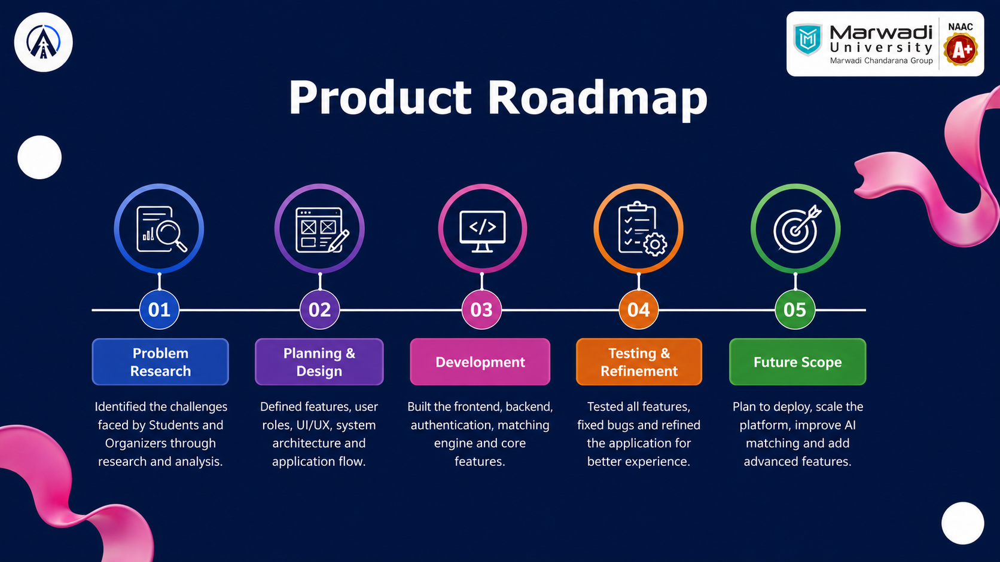 Marwadi
University
Marwadi Chandarana Group
NAAC
A+
Product Roadmap
</>
01
02
03
04
05
Problem
Research
Planning &
Design
Development
Testing &
Refinement
Future Scope
Identified the challenges
faced by Students and
Organizers through
research and analysis.
Defined features, user
roles, UI/UX, system
architecture and
application flow.
Built the frontend, backend,
authentication, matching
engine and core
features.
Tested all features,
fixed bugs and refined
the application for
better experience.
Plan to deploy, scale the
platform, improve AI
matching and add
advanced features.